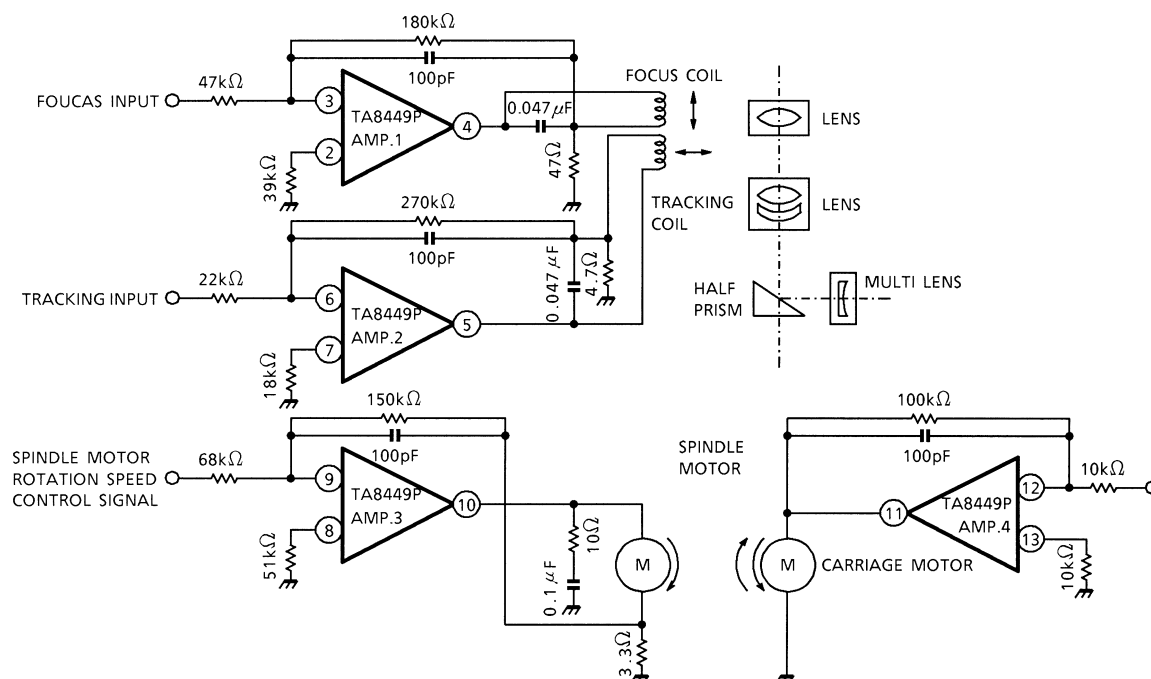 180kΩ
100pF
47kΩ
FOUCAS INPUT
3
TA8449P
AMP.1
2
4
39kΩ
0.047μF
47Ω
FOCUS COIL
LENS
TRACKING
COIL
LENS
270kΩ
100pF
22kΩ
TRACKING INPUT
6
TA8449P
AMP.2
7
5
18kΩ
0.047μF
4.7Ω
HALF
PRISM
MULTI LENS
150kΩ
100pF
68kΩ
SPINDLE MOTOR
ROTATION SPEED
CONTROL SIGNAL
9
TA8449P
AMP.3
8
10
51kΩ
10Ω
0.1μF
M
3.3Ω
SPINDLE
MOTOR
100kΩ
100pF
12
10kΩ
TA8449P
AMP.4
11
13
10kΩ
M
CARRIAGE MOTOR